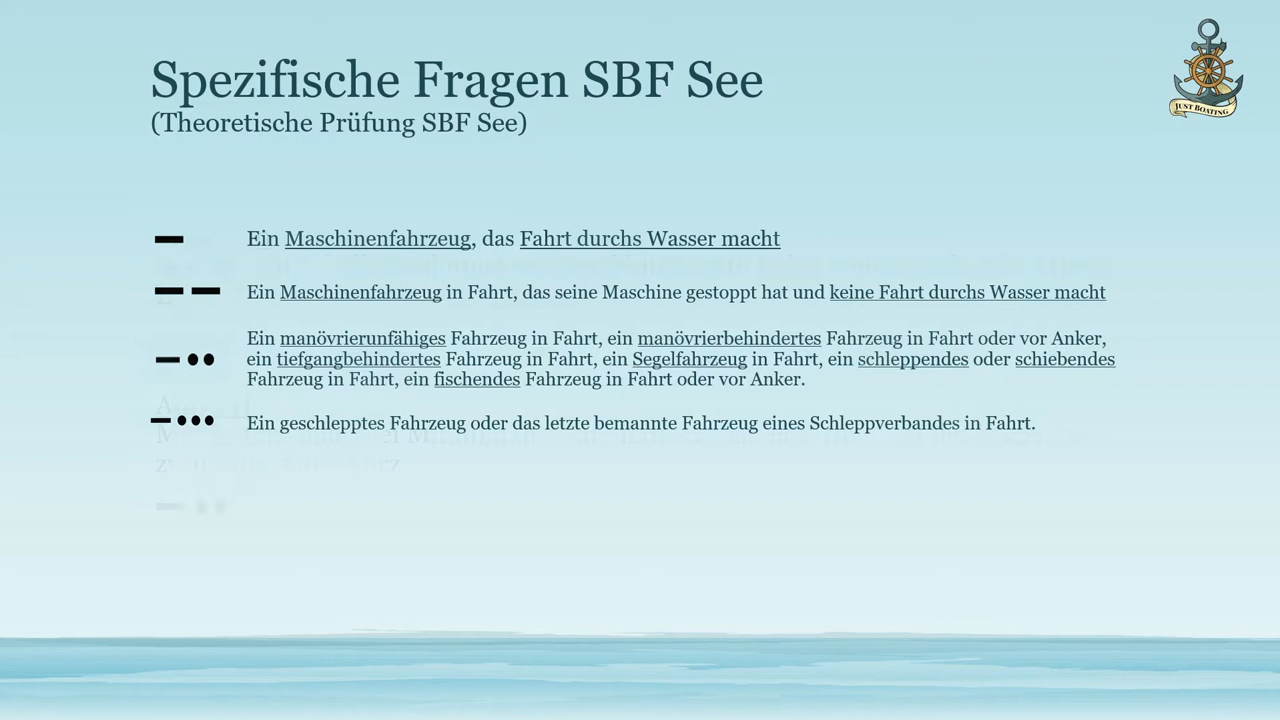 Spezifische Fragen SBF See
(Theoretische Prüfung SBF See)
JUST BOATING
Ein Maschinenfahrzeug, das Fahrt durchs Wasser macht
Ein Maschinenfahrzeug in Fahrt, das seine Maschine gestoppt hat und keine Fahrt durchs Wasser macht
Ein manövrierunfähiges Fahrzeug in Fahrt, ein manövrierbehindertes Fahrzeug in Fahrt oder vor Anker,
ein tiefgangbehindertes Fahrzeug in Fahrt, ein Segelfahrzeug in Fahrt, ein schleppendes oder schiebendes
Fahrzeug in Fahrt, ein fischendes Fahrzeug in Fahrt oder vor Anker.
Ein geschlepptes Fahrzeug oder das letzte bemannte Fahrzeug eines Schleppverbandes in Fahrt.